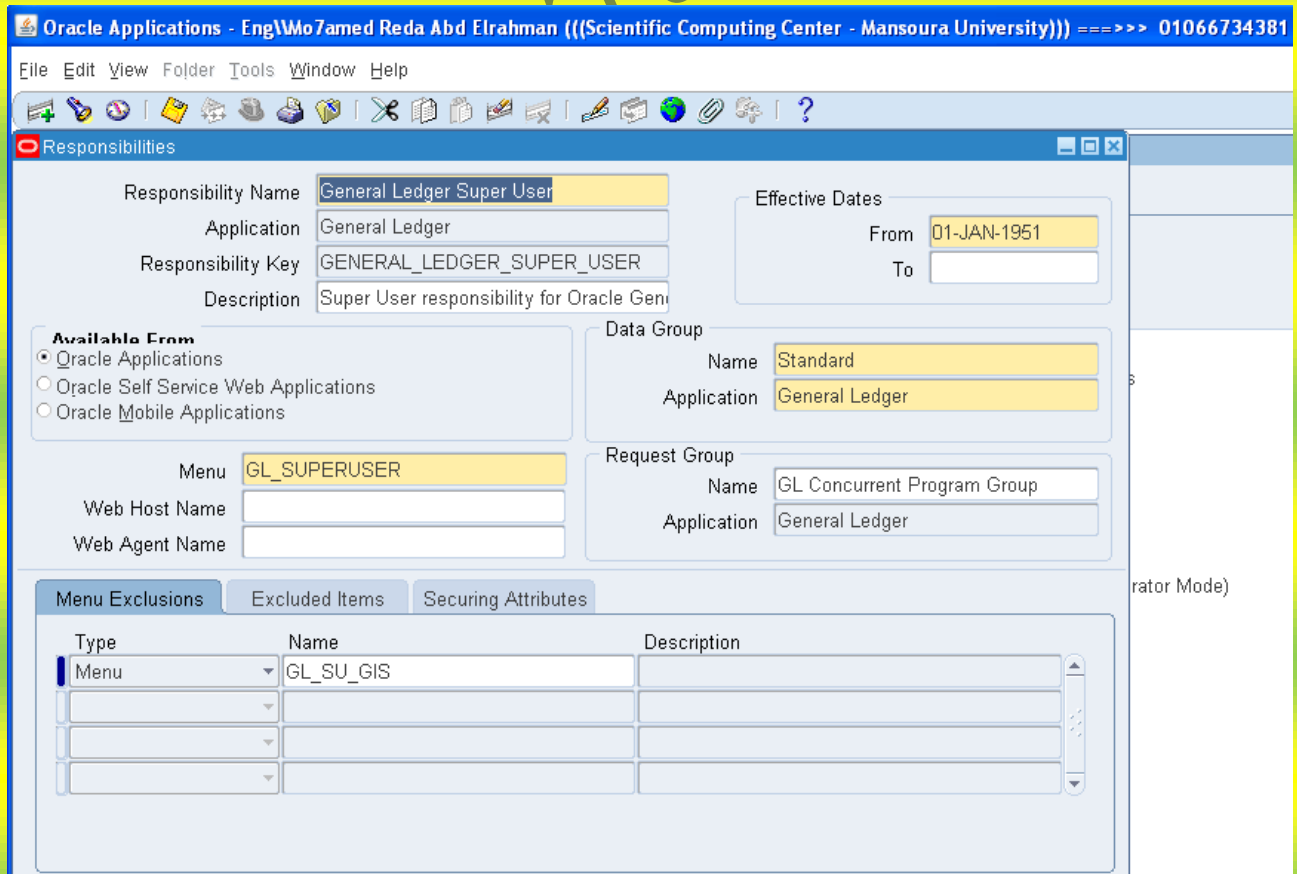 Oracle Applications - Eng\Mo7amed Reda Abd Elrahman (((Scientific Computing Center - Mansoura University))) ===>>> 01066734381
File Edit View Folder Tools Window Help
Responsibilities
Responsibility Name General Ledger Super User
Application General Ledger
Responsibility Key GENERAL_LEDGER_SUPER_USER
Description Super User responsibility for Oracle Gen
Effective Dates
From 01-JAN-1951
To
Available From
Oracle Applications
Oracle Self Service Web Applications
Oracle Mobile Applications
Data Group
Name Standard
Application General Ledger
Menu GL_SUPERUSER
Web Host Name
Web Agent Name
Request Group
Name GL Concurrent Program Group
Application General Ledger
rator Mode)
Menu Exclusions Excluded Items Securing Attributes
Type Name Description
Menu GL_SU_GIS